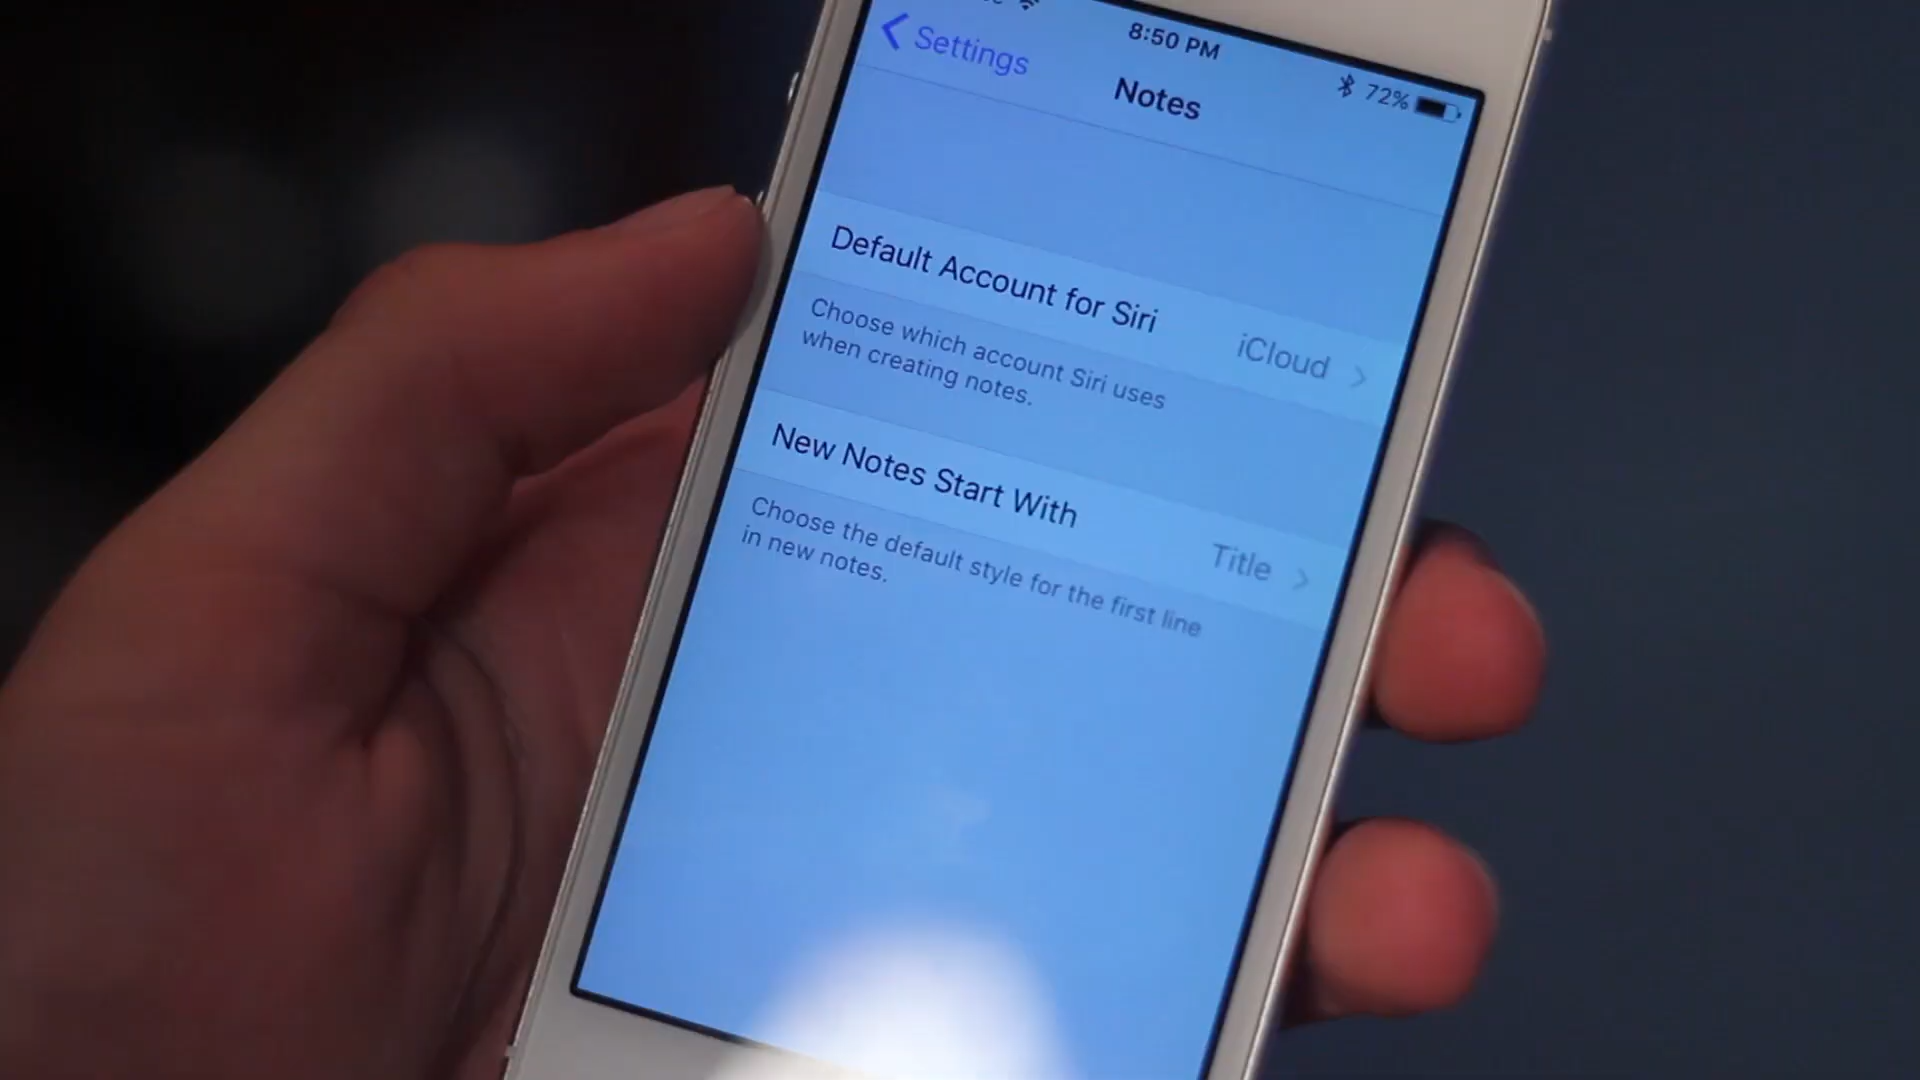 8:50 PM
72%
Settings
Notes
Default Account for Siri
iCloud
Choose which account Siri uses
when creating notes.
New Notes Start With
Title
Choose the default style for the first line
in new notes.